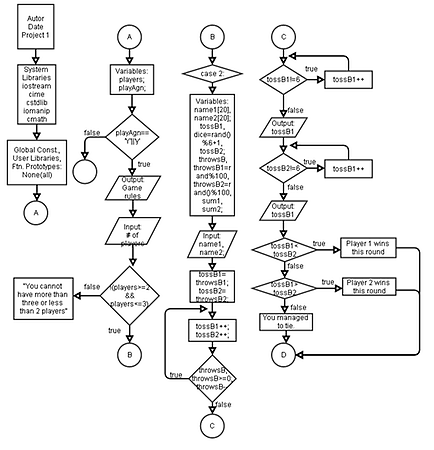 Autor
Date
Project 1
System
Libraries
iostream
cime
cstdlib
iomanip
cmath
Global Const.,
User Libraries,
Ftn. Prototypes:
None(all)
A
A
Variables:
players;
playAgn;
playAgn==
false
true
Output:
Game
rules
Input:
# of
players
!(players>=2
&&
players<=3)
false
"You cannot
have more than
three or less
than 2 players"
true
B
B
case 2:
Variables:
name1[20],
name2[20];
tossB1,
dice=rand()
%6+1,
tossB2;
throwsB,
throwsB1=r
and%100,
throwsB2=r
and()%100,
sum1,
sum2;
Input:
name1,
name2;
tossB1=
throwsB1;
tossB2=
throwsB2;
tossB1++;
tossB2++;
throwsB,
throwsB>=0,
throwsB--
true
false
C
C
tossB1!=6
true
tossB1++
false
Output:
tossB1
tossB2!=6
true
tossB1++
false
Output:
tossB1
tossB1<
tossB2
true
Player 1 wins
this round
false
tossB1>
tossB2
true
Player 2 wins
this round
false
You managed
to tie.
D